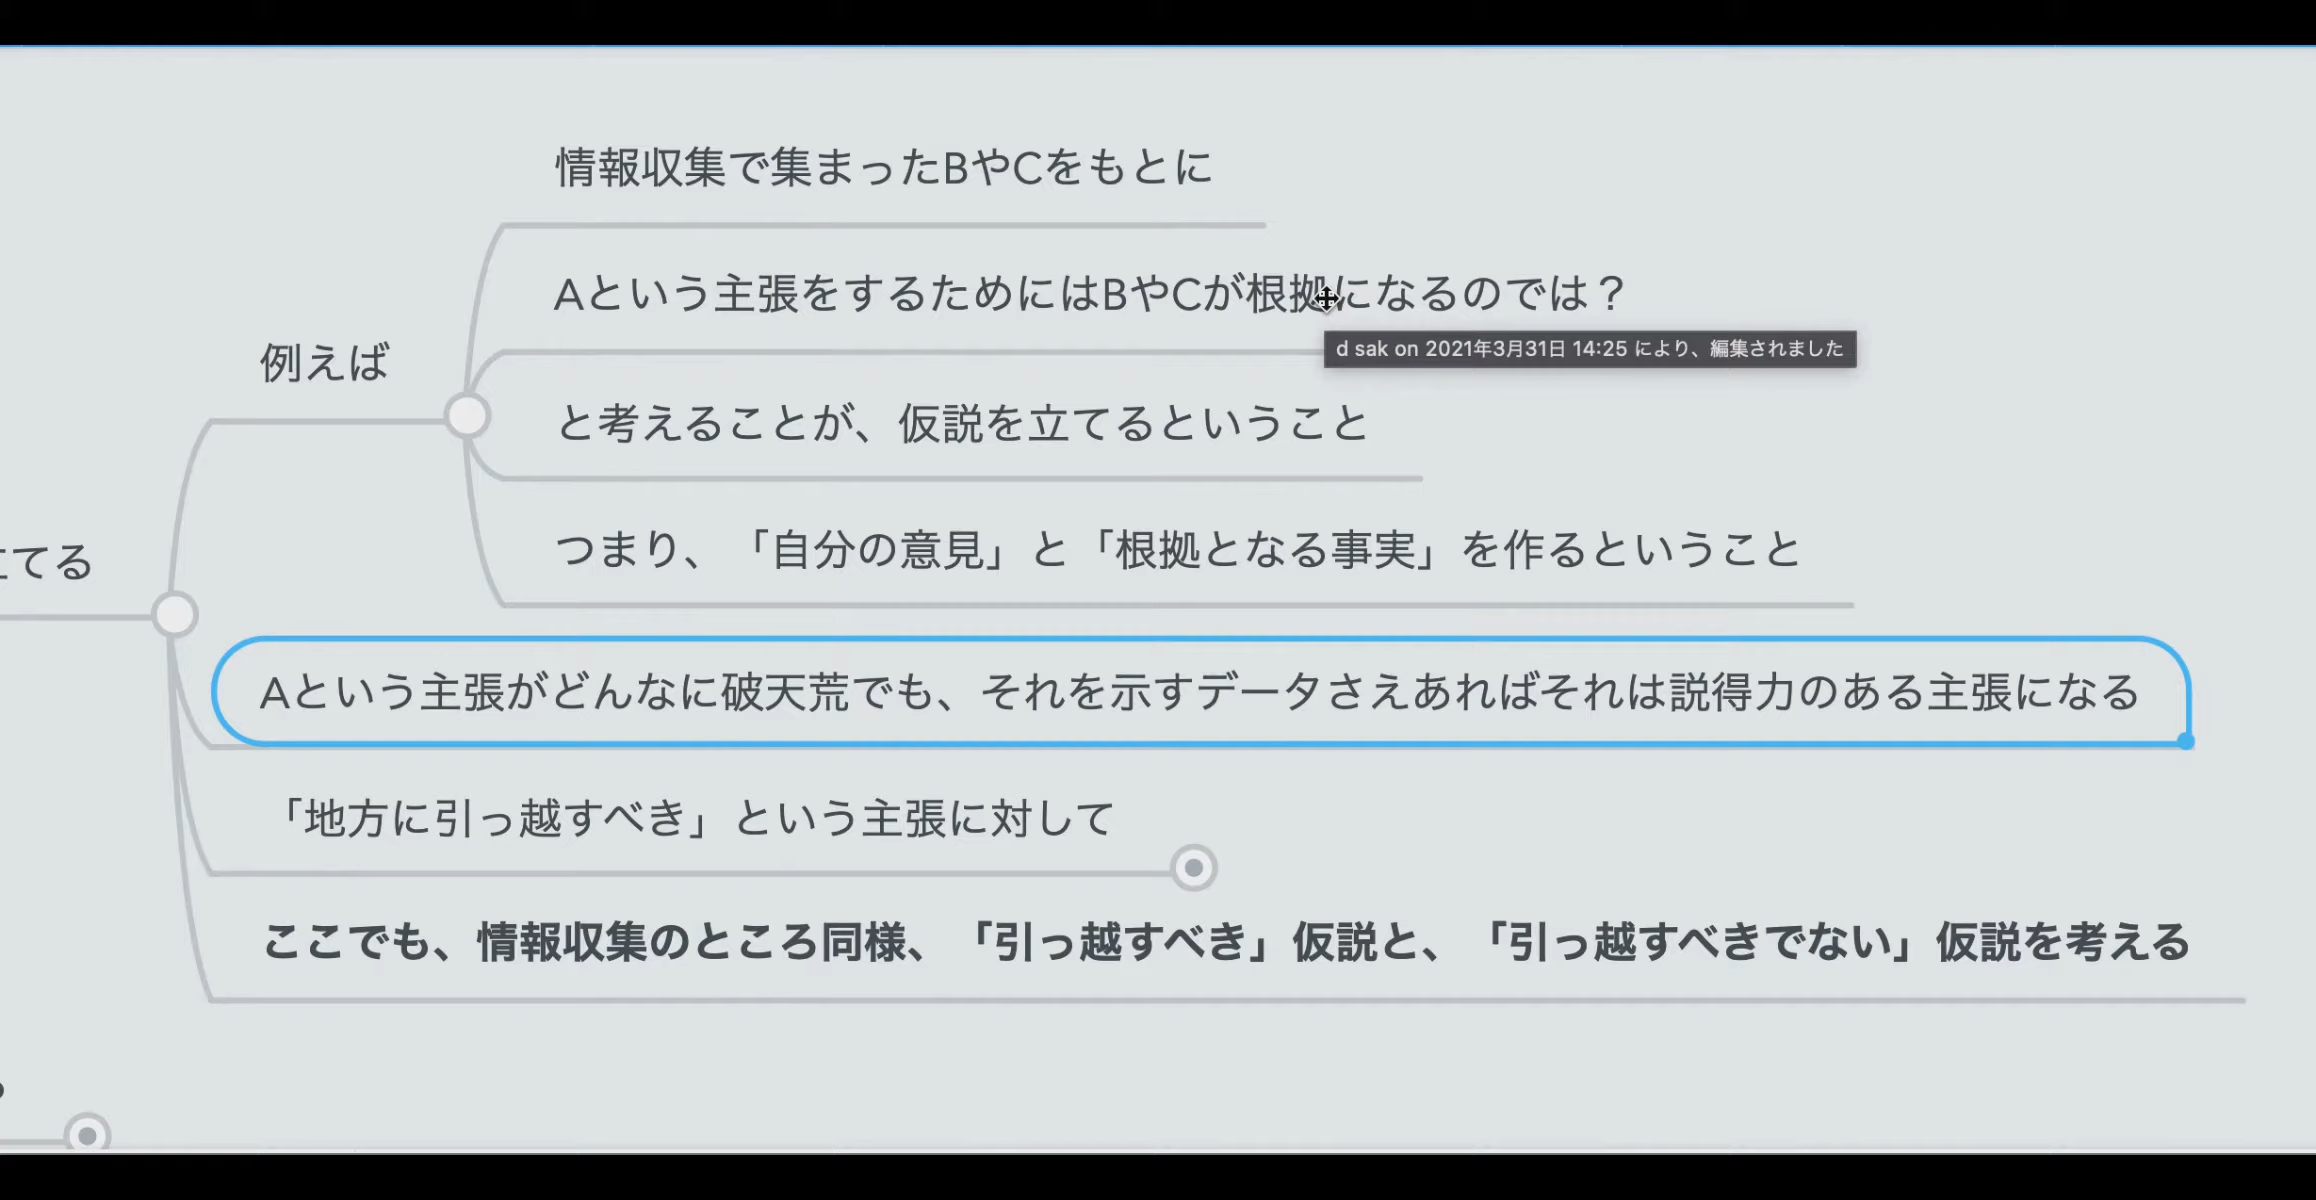 情報収集で集まったBやCをもとに
Aという主張をするためにはBやCが根拠になるのでは？
d sak on 2021年3月31日 14:25 により、編集されました
例えば
と考えることが、仮説を立てるということ
つまり、「自分の意見」と「根拠となる事実」を作るということ
てる
Aという主張がどんなに破天荒でも、それを示すデータさえあればそれは説得力のある主張になる
「地方に引っ越すべき」という主張に対して
ここでも、情報収集のところ同様、「引っ越すべき」仮説と、「引っ越すべきでない」仮説を考える